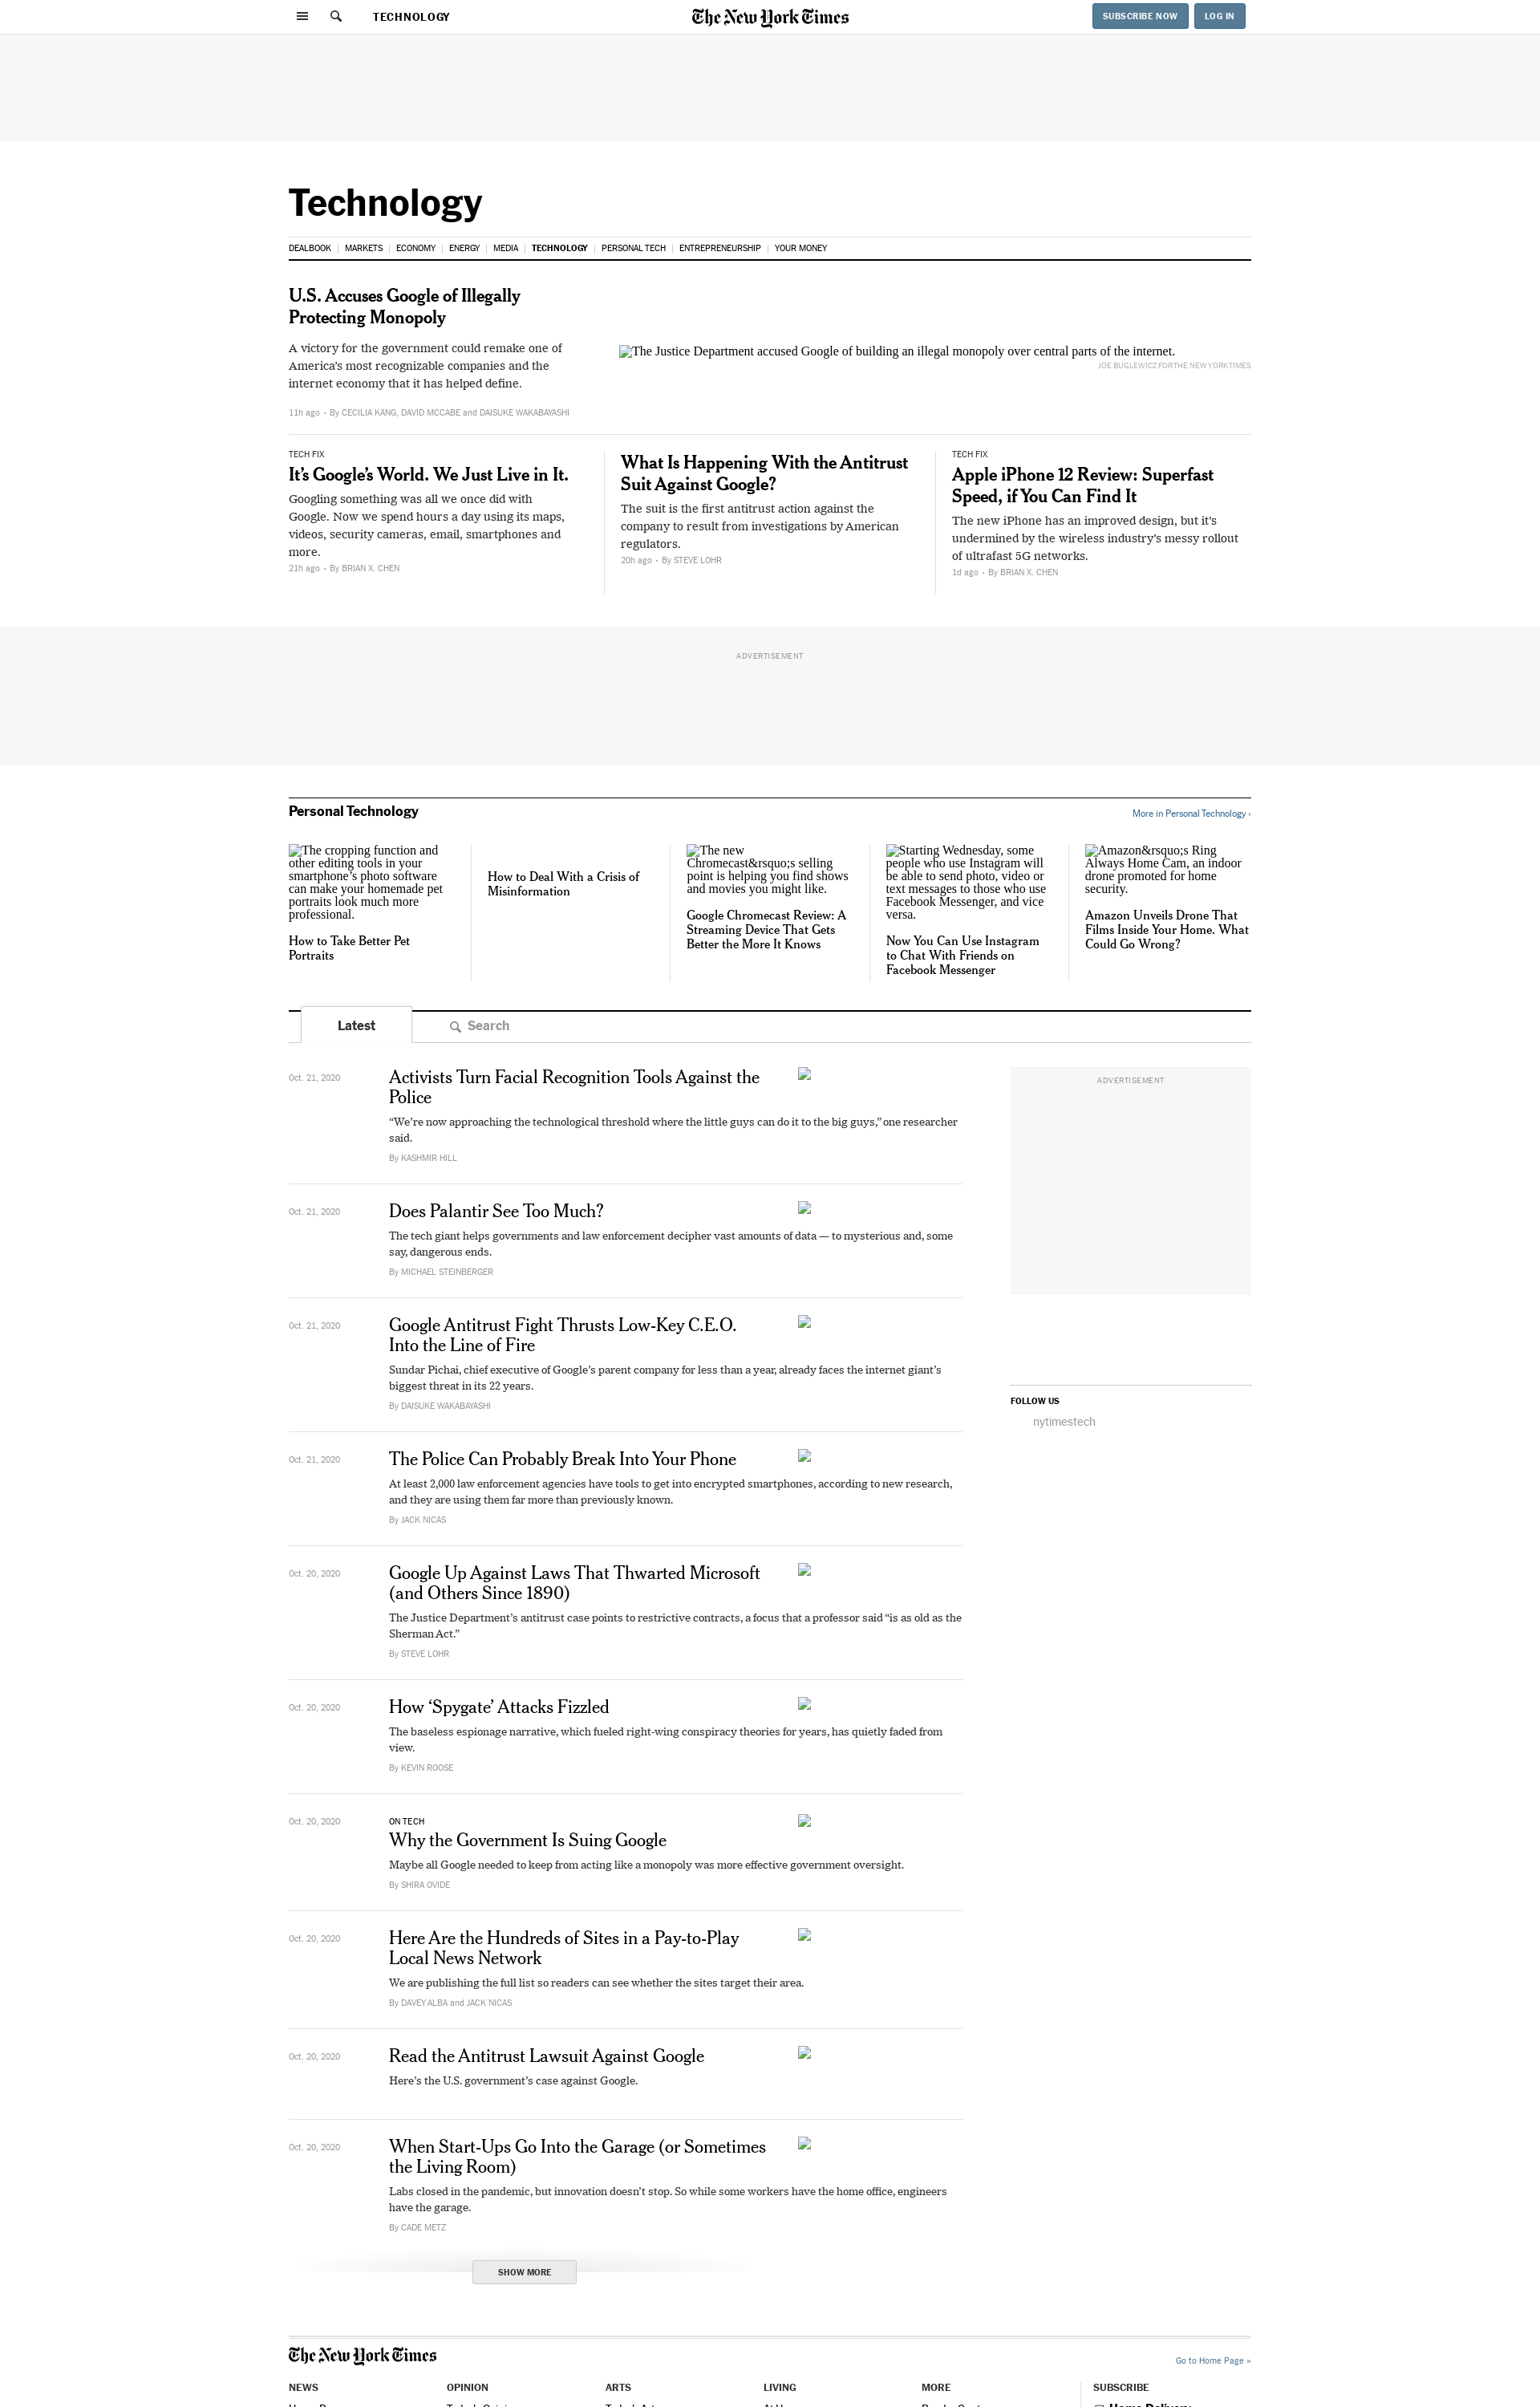 TECHNOLOGY
The New York Times
SUBSCRIBE NOW
LOG IN
Technology
DEALBOOK
MARKETS
ECONOMY
ENERGY
MEDIA
TECHNOLOGY
PERSONAL TECH
ENTREPRENEURSHIP
YOUR MONEY
U.S. Accuses Google of Illegally
Protecting Monopoly
A victory for the government could remake one of
America’s most recognizable companies and the
internet economy that it has helped define.
11h ago • By CECILIA KANG, DAVID MCCABE and DAISUKE WAKABAYASHI
The Justice Department accused Google of building an illegal monopoly over central parts of the internet.
JOE BUGLEWICZ FOR THE NEW YORK TIMES
TECH FIX
It’s Google’s World. We Just Live in It.
Googling something was all we once did with
Google. Now we spend hours a day using its maps,
videos, security cameras, email, smartphones and
more.
21h ago • By BRIAN X. CHEN
What Is Happening With the Antitrust
Suit Against Google?
The suit is the first antitrust action against the
company to result from investigations by American
regulators.
20h ago • By STEVE LOHR
TECH FIX
Apple iPhone 12 Review: Superfast
Speed, if You Can Find It
The new iPhone has an improved design, but it’s
undermined by the wireless industry’s messy rollout
of ultrafast 5G networks.
1d ago • By BRIAN X. CHEN
ADVERTISEMENT
Personal Technology
More in Personal Technology ›
The cropping function and
other editing tools in your
smartphone’s photo software
can make your homemade pet
portraits look much more
professional.
How to Take Better Pet
Portraits
How to Deal With a Crisis of
Misinformation
The new
Chromecast&rsquo;s selling
point is helping you find shows
and movies you might like.
Google Chromecast Review: A
Streaming Device That Gets
Better the More It Knows
Starting Wednesday, some
people who use Instagram will
be able to send photo, video or
text messages to those who use
Facebook Messenger, and vice
versa.
Now You Can Use Instagram
to Chat With Friends on
Facebook Messenger
Amazon&rsquo;s Ring
Always Home Cam, an indoor
drone promoted for home
security.
Amazon Unveils Drone That
Films Inside Your Home. What
Could Go Wrong?
Latest
Search
Oct. 21, 2020
Activists Turn Facial Recognition Tools Against the
Police
“We’re now approaching the technological threshold where the little guys can do it to the big guys,” one researcher
said.
By KASHMIR HILL
Oct. 21, 2020
Does Palantir See Too Much?
The tech giant helps governments and law enforcement decipher vast amounts of data — to mysterious and, some
say, dangerous ends.
By MICHAEL STEINBERGER
Oct. 21, 2020
Google Antitrust Fight Thrusts Low-Key C.E.O.
Into the Line of Fire
Sundar Pichai, chief executive of Google’s parent company for less than a year, already faces the internet giant’s
biggest threat in its 22 years.
By DAISUKE WAKABAYASHI
Oct. 21, 2020
The Police Can Probably Break Into Your Phone
At least 2,000 law enforcement agencies have tools to get into encrypted smartphones, according to new research,
and they are using them far more than previously known.
By JACK NICAS
Oct. 20, 2020
Google Up Against Laws That Thwarted Microsoft
(and Others Since 1890)
The Justice Department’s antitrust case points to restrictive contracts, a focus that a professor said “is as old as the
Sherman Act.”
By STEVE LOHR
Oct. 20, 2020
How ‘Spygate’ Attacks Fizzled
The baseless espionage narrative, which fueled right-wing conspiracy theories for years, has quietly faded from
view.
By KEVIN ROOSE
Oct. 20, 2020
ON TECH
Why the Government Is Suing Google
Maybe all Google needed to keep from acting like a monopoly was more effective government oversight.
By SHIRA OVIDE
Oct. 20, 2020
Here Are the Hundreds of Sites in a Pay-to-Play
Local News Network
We are publishing the full list so readers can see whether the sites target their area.
By DAVEY ALBA and JACK NICAS
Oct. 20, 2020
Read the Antitrust Lawsuit Against Google
Here’s the U.S. government’s case against Google.
Oct. 20, 2020
When Start-Ups Go Into the Garage (or Sometimes
the Living Room)
Labs closed in the pandemic, but innovation doesn’t stop. So while some workers have the home office, engineers
have the garage.
By CADE METZ
SHOW MORE
ADVERTISEMENT
FOLLOW US
nytimestech
The New York Times
Go to Home Page »
NEWS
OPINION
ARTS
LIVING
MORE
SUBSCRIBE